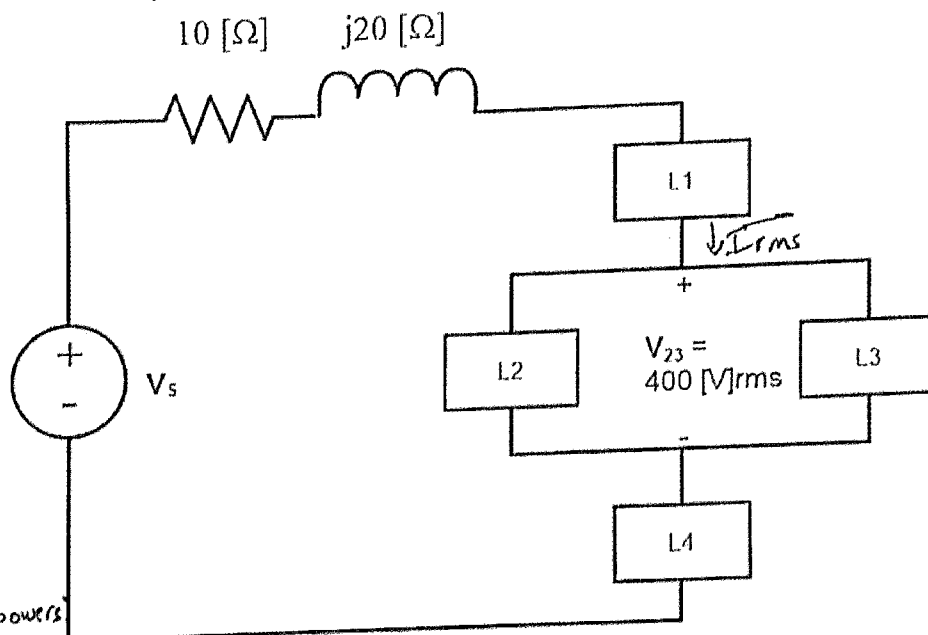 10 [Ω] j20 [Ω]
L1
Irms
+
+
-
Vs
L2
V23 =
400 [V]rms
L3
-
L4
powers